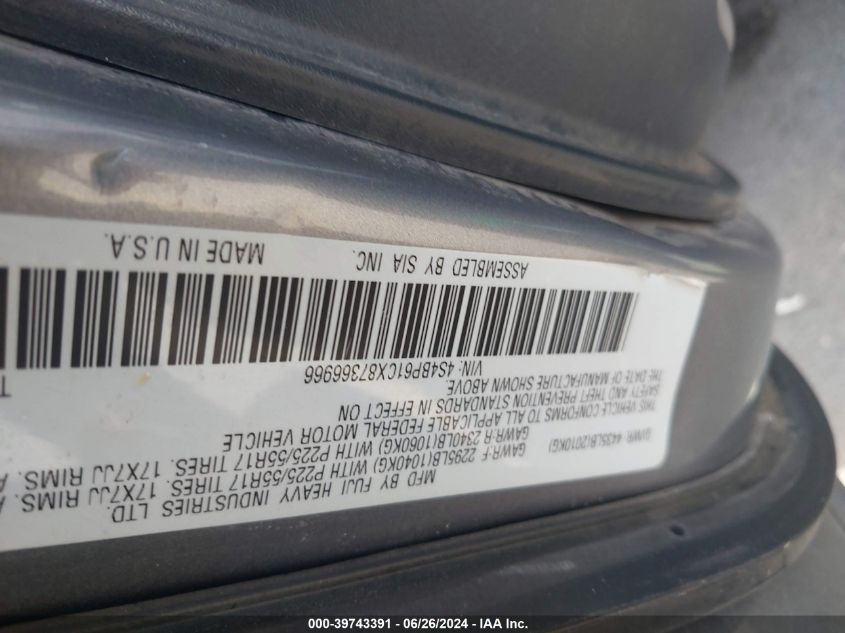 MFD BY FUJI HEAVY INDUSTRIES LTD.
GVWR: 4435LB(2010KG)
GAWR:F 2295LB(1040KG) WITH P225/55R17 TIRES. 17X7JJ RIMS.
GAWR:R 2340LB(1060KG) WITH P225/55R17 TIRES. 17X7JJ RIMS.
THIS VEHICLE CONFORMS TO ALL APPLICABLE FEDERAL MOTOR VEHICLE
SAFETY AND THEFT PREVENTION STANDARDS IN EFFECT ON
THE DATE OF MANUFACTURE SHOWN ABOVE
VIN: 4S4BP61CX87366966
ASSEMBLED BY SIA INC. MADE IN U.S.A.
000-39743391 - 06/26/2024 - IAA Inc.